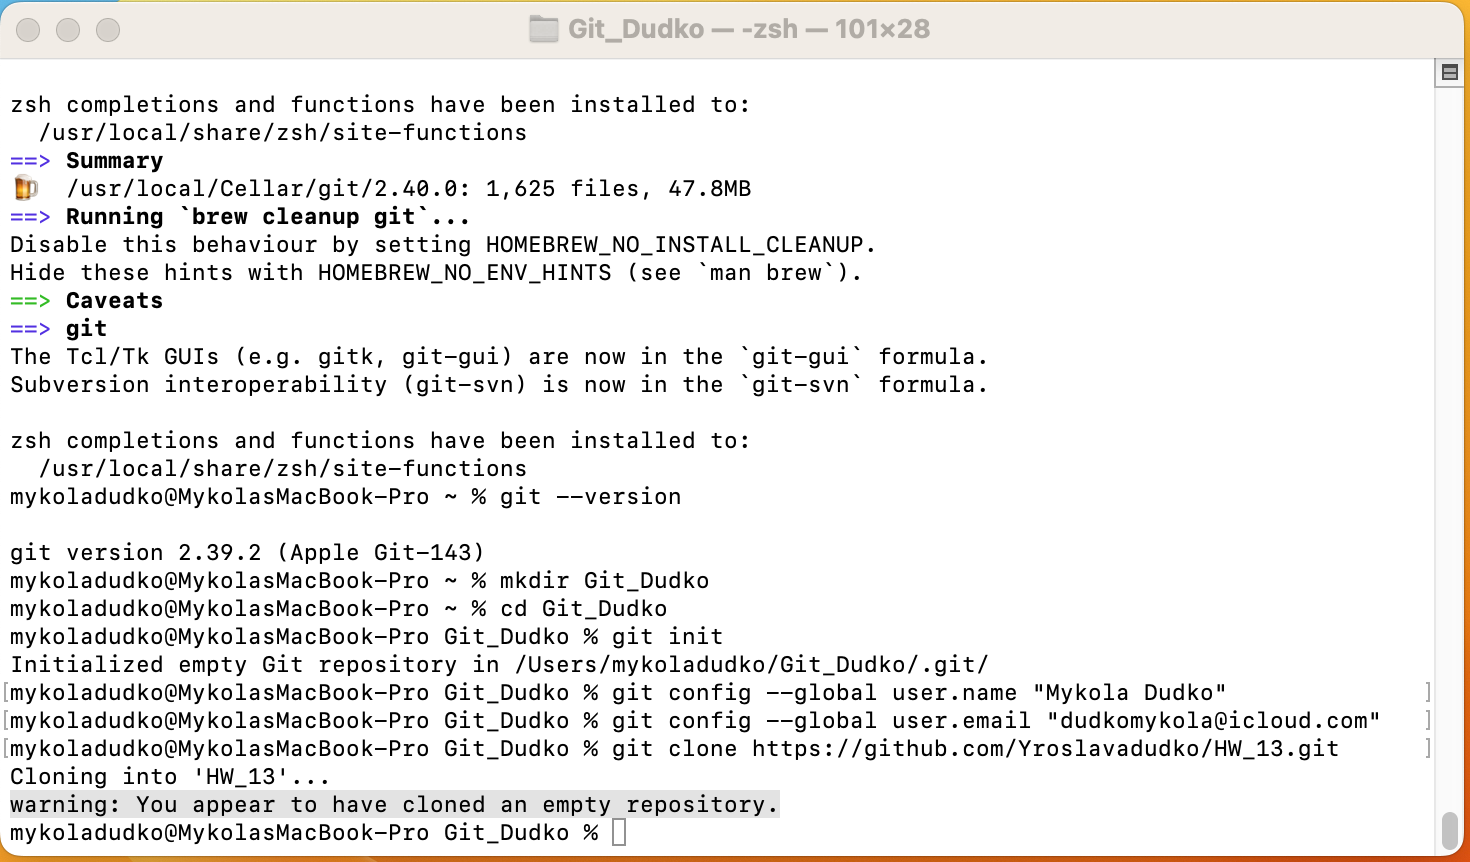 Git_Dudko — -zsh — 101×28
zsh completions and functions have been installed to:
  /usr/local/share/zsh/site-functions
==> Summary
🍺  /usr/local/Cellar/git/2.40.0: 1,625 files, 47.8MB
==> Running `brew cleanup git`...
Disable this behaviour by setting HOMEBREW_NO_INSTALL_CLEANUP.
Hide these hints with HOMEBREW_NO_ENV_HINTS (see `man brew`).
==> Caveats
==> git
The Tcl/Tk GUIs (e.g. gitk, git-gui) are now in the `git-gui` formula.
Subversion interoperability (git-svn) is now in the `git-svn` formula.
zsh completions and functions have been installed to:
  /usr/local/share/zsh/site-functions
mykoladudko@MykolasMacBook-Pro ~ % git --version
git version 2.39.2 (Apple Git-143)
mykoladudko@MykolasMacBook-Pro ~ % mkdir Git_Dudko
mykoladudko@MykolasMacBook-Pro ~ % cd Git_Dudko
mykoladudko@MykolasMacBook-Pro Git_Dudko % git init
Initialized empty Git repository in /Users/mykoladudko/Git_Dudko/.git/
[mykoladudko@MykolasMacBook-Pro Git_Dudko % git config --global user.name "Mykola Dudko" ]
[mykoladudko@MykolasMacBook-Pro Git_Dudko % git config --global user.email "dudkomykola@icloud.com" ]
[mykoladudko@MykolasMacBook-Pro Git_Dudko % git clone https://github.com/Yroslavadudko/HW_13.git ]
Cloning into 'HW_13'...
warning: You appear to have cloned an empty repository.
mykoladudko@MykolasMacBook-Pro Git_Dudko %